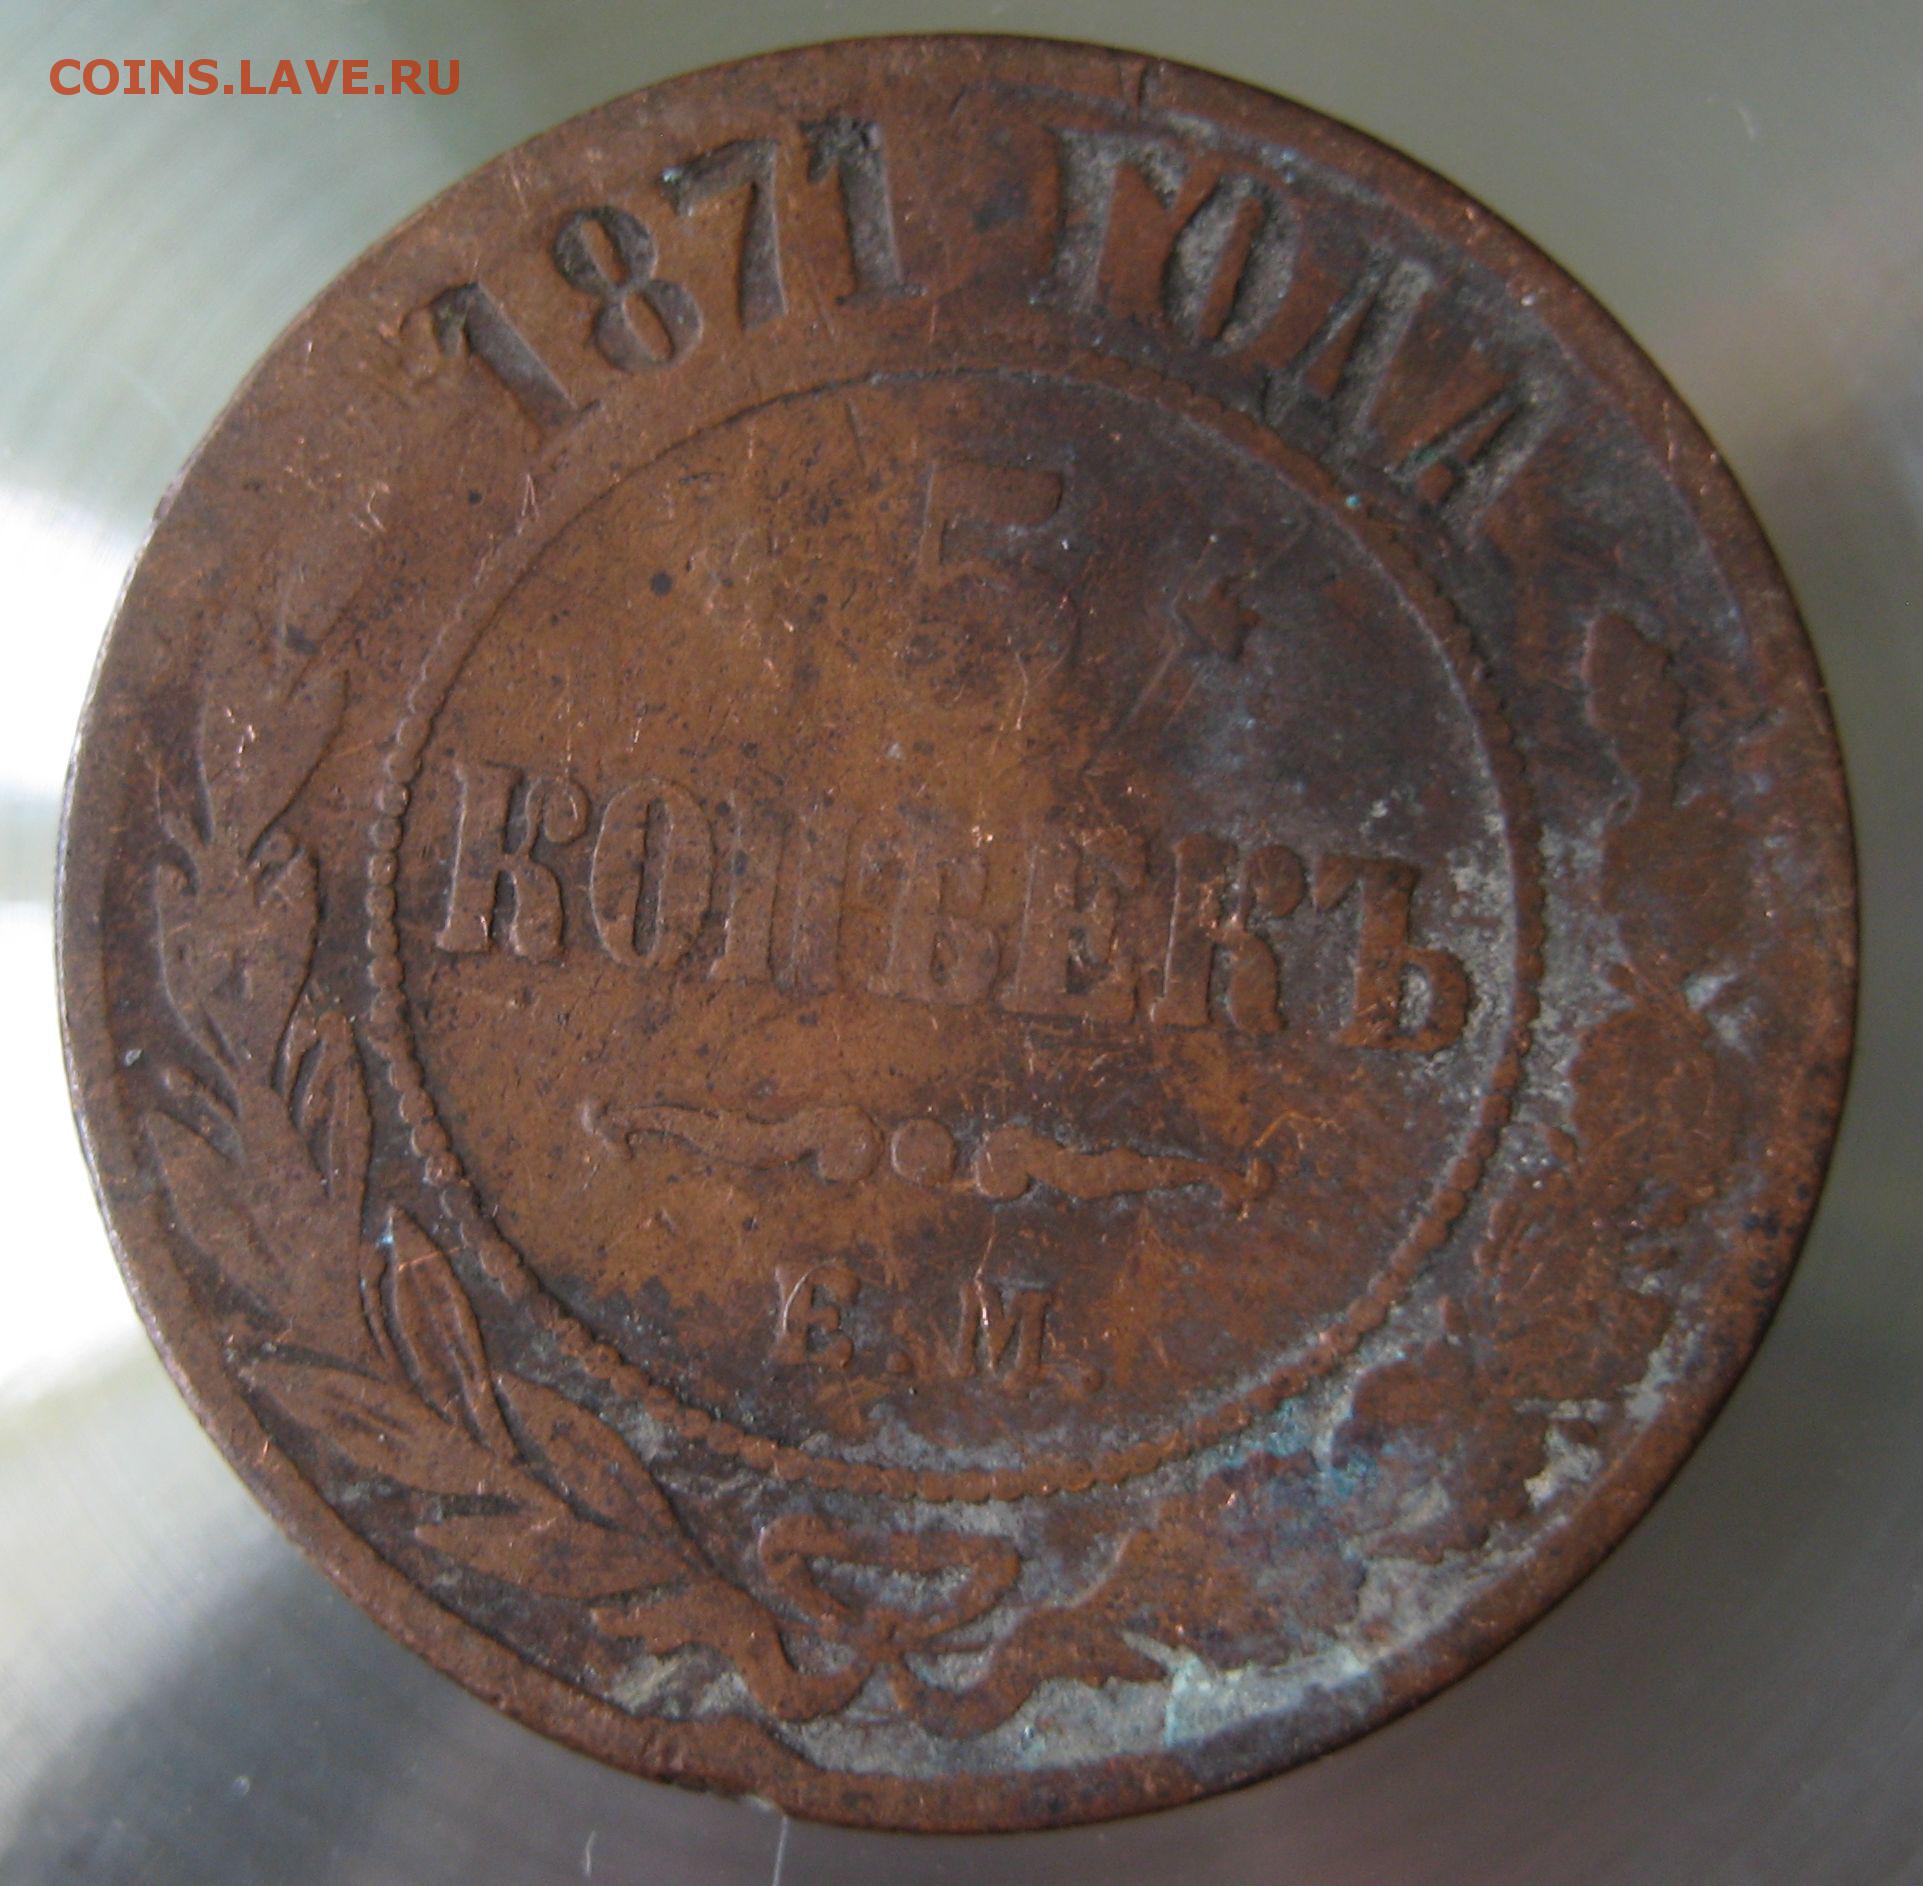 COINS.LAVE.RU
1871 ГОДА
5
КОПѢЕКЪ
Е. М.